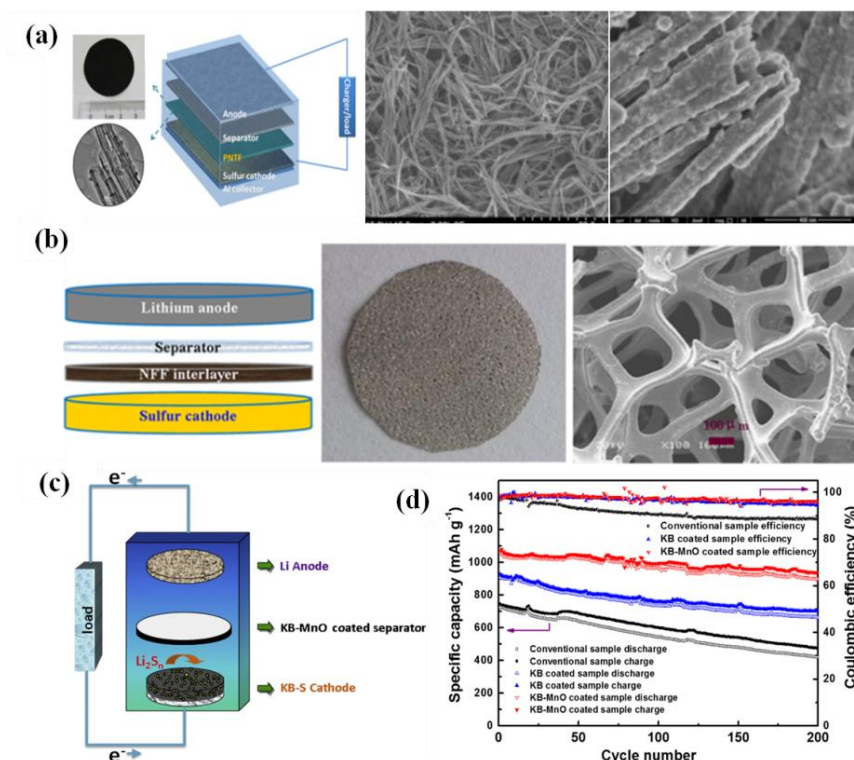 (a)
Anode
Separator
PNTF
Sulfur cathode
Al collector
Charger/load
(b)
Lithium anode
Separator
NFF interlayer
Sulfur cathode
100 μm
20kV X100 100μm
(c)
e-
load
Li2Sn
Li Anode
KB-MnO coated separator
KB-S Cathode
e-
(d)
Specific capacity (mAh g-1)
1400
1200
1000
800
600
400
200
0
Conventional sample efficiency
KB coated sample efficiency
KB-MnO coated sample efficiency
Conventional sample discharge
Conventional sample charge
KB coated sample discharge
KB coated sample charge
KB-MnO coated sample discharge
KB-MnO coated sample charge
0 50 100 150 200
Cycle number
100
80
60
40
20
0
Coulombic efficiency (%)